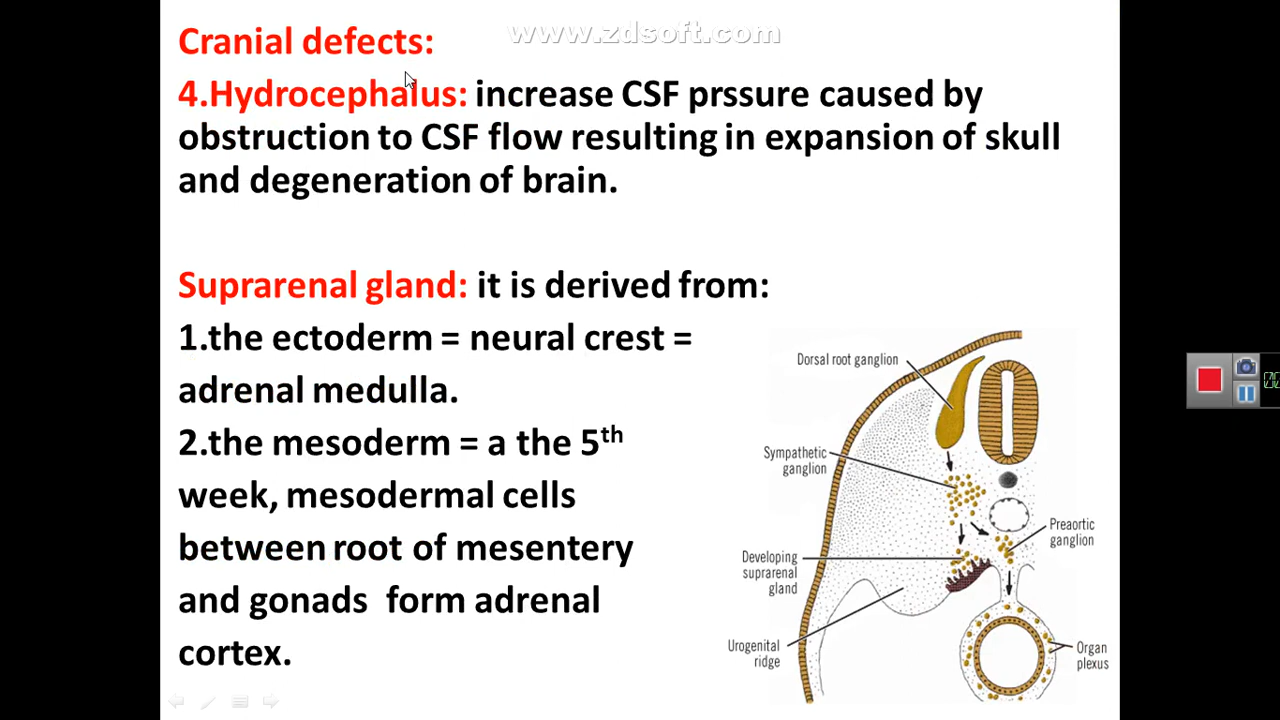 www.zdsoft.com
Cranial defects:
4.Hydrocephalus: increase CSF prssure caused by
obstruction to CSF flow resulting in expansion of skull
and degeneration of brain.
Suprarenal gland: it is derived from:
1.the ectoderm = neural crest =
adrenal medulla.
2.the mesoderm = a the 5th
week, mesodermal cells
between root of mesentery
and gonads form adrenal
cortex.
Dorsal root ganglion
Sympathetic
ganglion
Preaortic
ganglion
Developing
suprarenal
gland
Urogenital
ridge
Organ
plexus